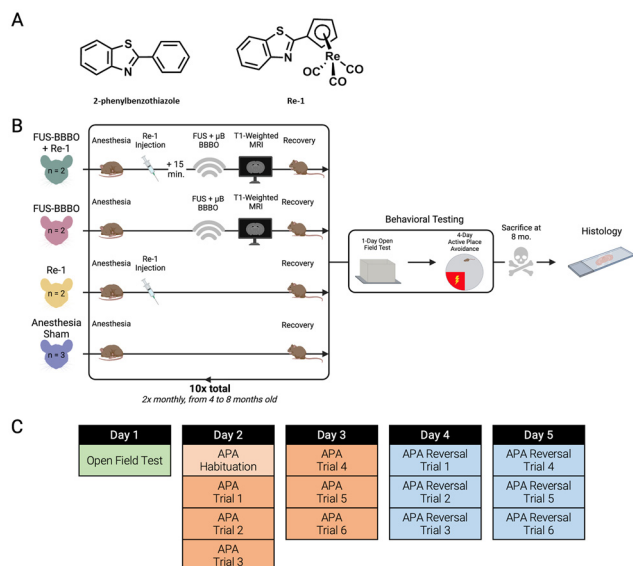 A
S
N
2-phenylbenzothiazole
S
N
Re
CO
CO
CO
Re-1
B
FUS-BBBO
+ Re-1
n = 2
Anesthesia
Re-1
Injection
+ 15
min.
FUS + µB
BBBO
T1-Weighted
MRI
Recovery
FUS-BBBO
n = 2
Anesthesia
FUS + µB
BBBO
T1-Weighted
MRI
Recovery
Re-1
n = 2
Anesthesia
Re-1
Injection
Recovery
Anesthesia
Sham
n = 3
Anesthesia
Recovery
10x total
2x monthly, from 4 to 8 months old
Behavioral Testing
1-Day Open
Field Test
4-Day
Active Place
Avoidance
Sacrifice at
8 mo.
Histology
C
Day 1
Open Field Test
Day 2
APA
Habituation
APA
Trial 1
APA
Trial 2
APA
Trial 3
Day 3
APA
Trial 4
APA
Trial 5
APA
Trial 6
Day 4
APA Reversal
Trial 1
APA Reversal
Trial 2
APA Reversal
Trial 3
Day 5
APA Reversal
Trial 4
APA Reversal
Trial 5
APA Reversal
Trial 6